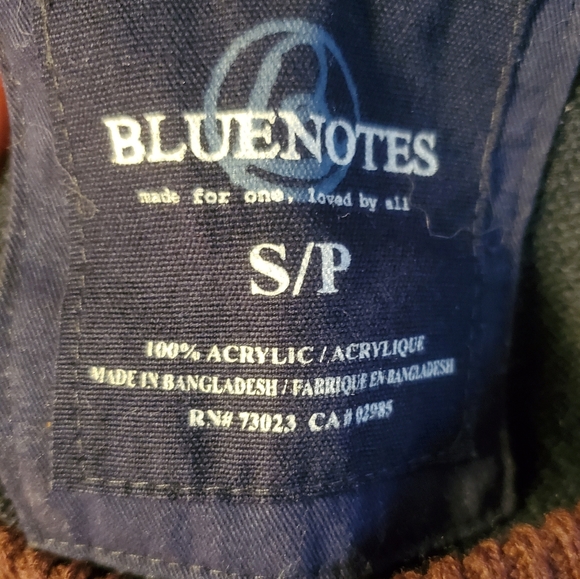 BLUENOTES
made for one, loved by all
S/P
100% ACRYLIC / ACRYLIQUE
MADE IN BANGLADESH / FABRIQUE EN BANGLADESH
RN# 73023 CA# 02985